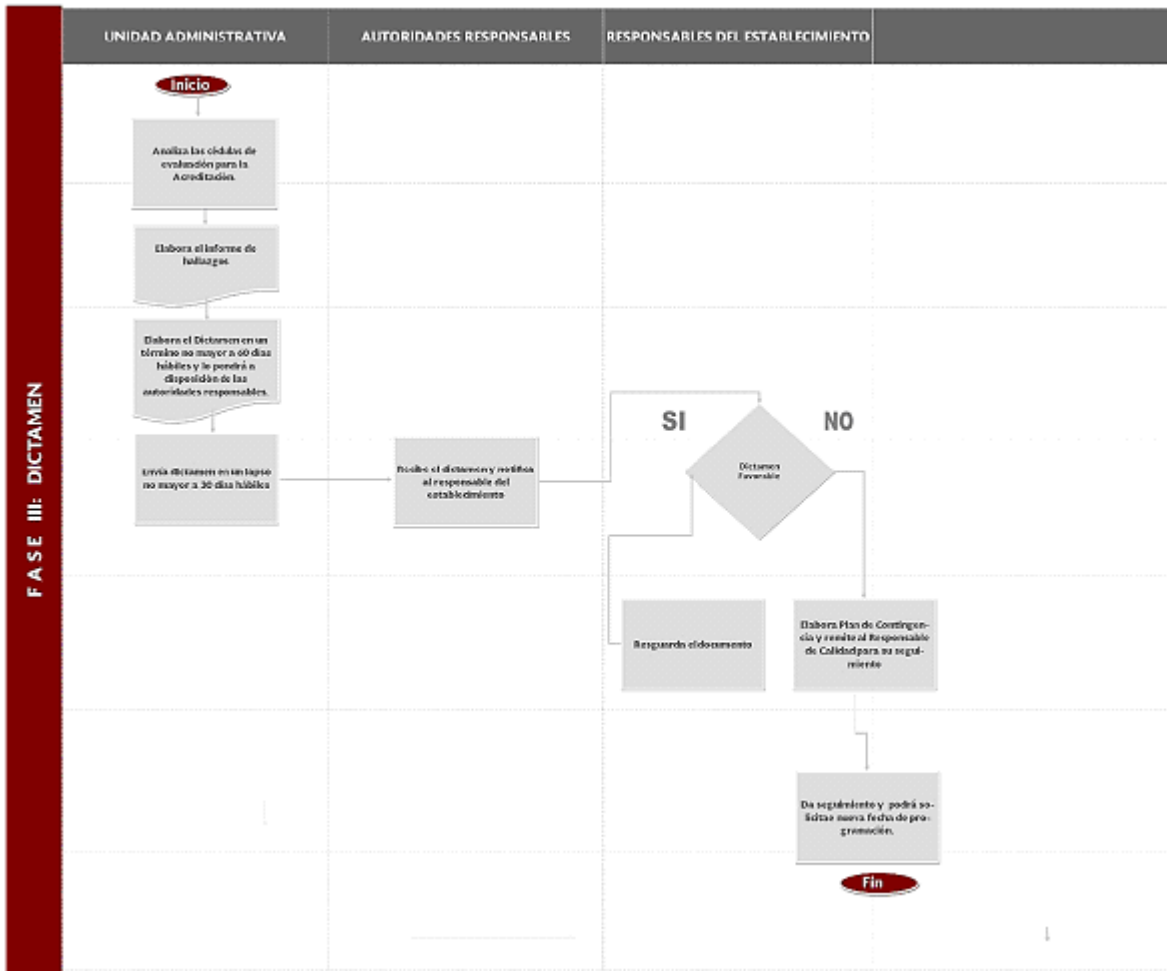 FASE III: DICTAMEN
UNIDAD ADMINISTRATIVA
AUTORIDADES RESPONSABLES
RESPONSABLES DEL ESTABLECIMIENTO
Inicio
Analiza las cédulas de
evaluación para la
Acreditación.
Elabora el informe de
hallazgos
Elabora el Dictamen en un
término no mayor a 60 días
hábiles y lo pondrá a
disposición de las
autoridades responsables.
Envía dictamen en un lapso
no mayor a 30 días hábiles
Recibe el dictamen y notifica
al responsable del
establecimiento
SI
NO
Dictamen
Favorable
Resguarda el documento
Elabora Plan de Contingen-
cia y remite al Responsable
de Calidad para su segui-
miento
Da seguimiento y podrá so-
licitae nueva fecha de pro-
gramación.
Fin